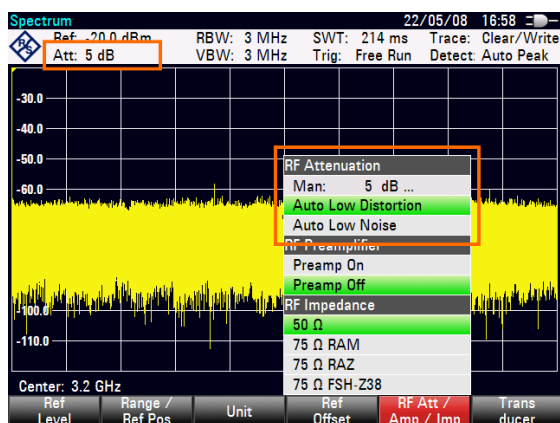 Spectrum 22/05/08 16:58
Ref: -20.0 dBm RBW: 3 MHz SWT: 214 ms Trace: Clear/Write
Att: 5 dB VBW: 3 MHz Trig: Free Run Detect: Auto Peak
-30.0
-40.0
-50.0
-60.0
-100.0
-110.0
RF Attenuation
Man: 5 dB ...
Auto Low Distortion
Auto Low Noise
RF Preamplifier
Preamp On
Preamp Off
RF Impedance
50 Ω
75 Ω RAM
75 Ω RAZ
75 Ω FSH-Z38
Center: 3.2 GHz
Ref Level
Range / Ref Pos
Unit
Ref Offset
RF Att / Amp / Imp
Trans ducer